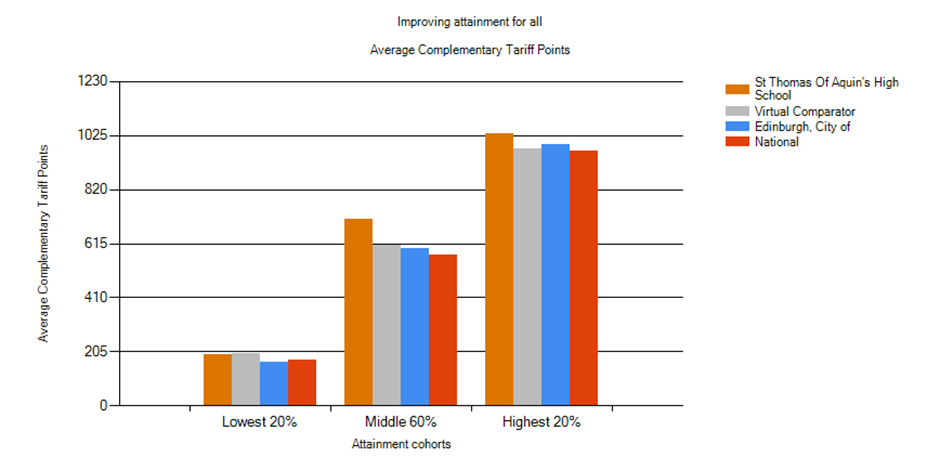 Improving attainment for all
Average Complementary Tariff Points
1230
1025
820
615
410
205
0
Average Complementary Tariff Points
Lowest 20%
Middle 60%
Highest 20%
Attainment cohorts
St Thomas Of Aquin's High
School
Virtual Comparator
Edinburgh, City of
National